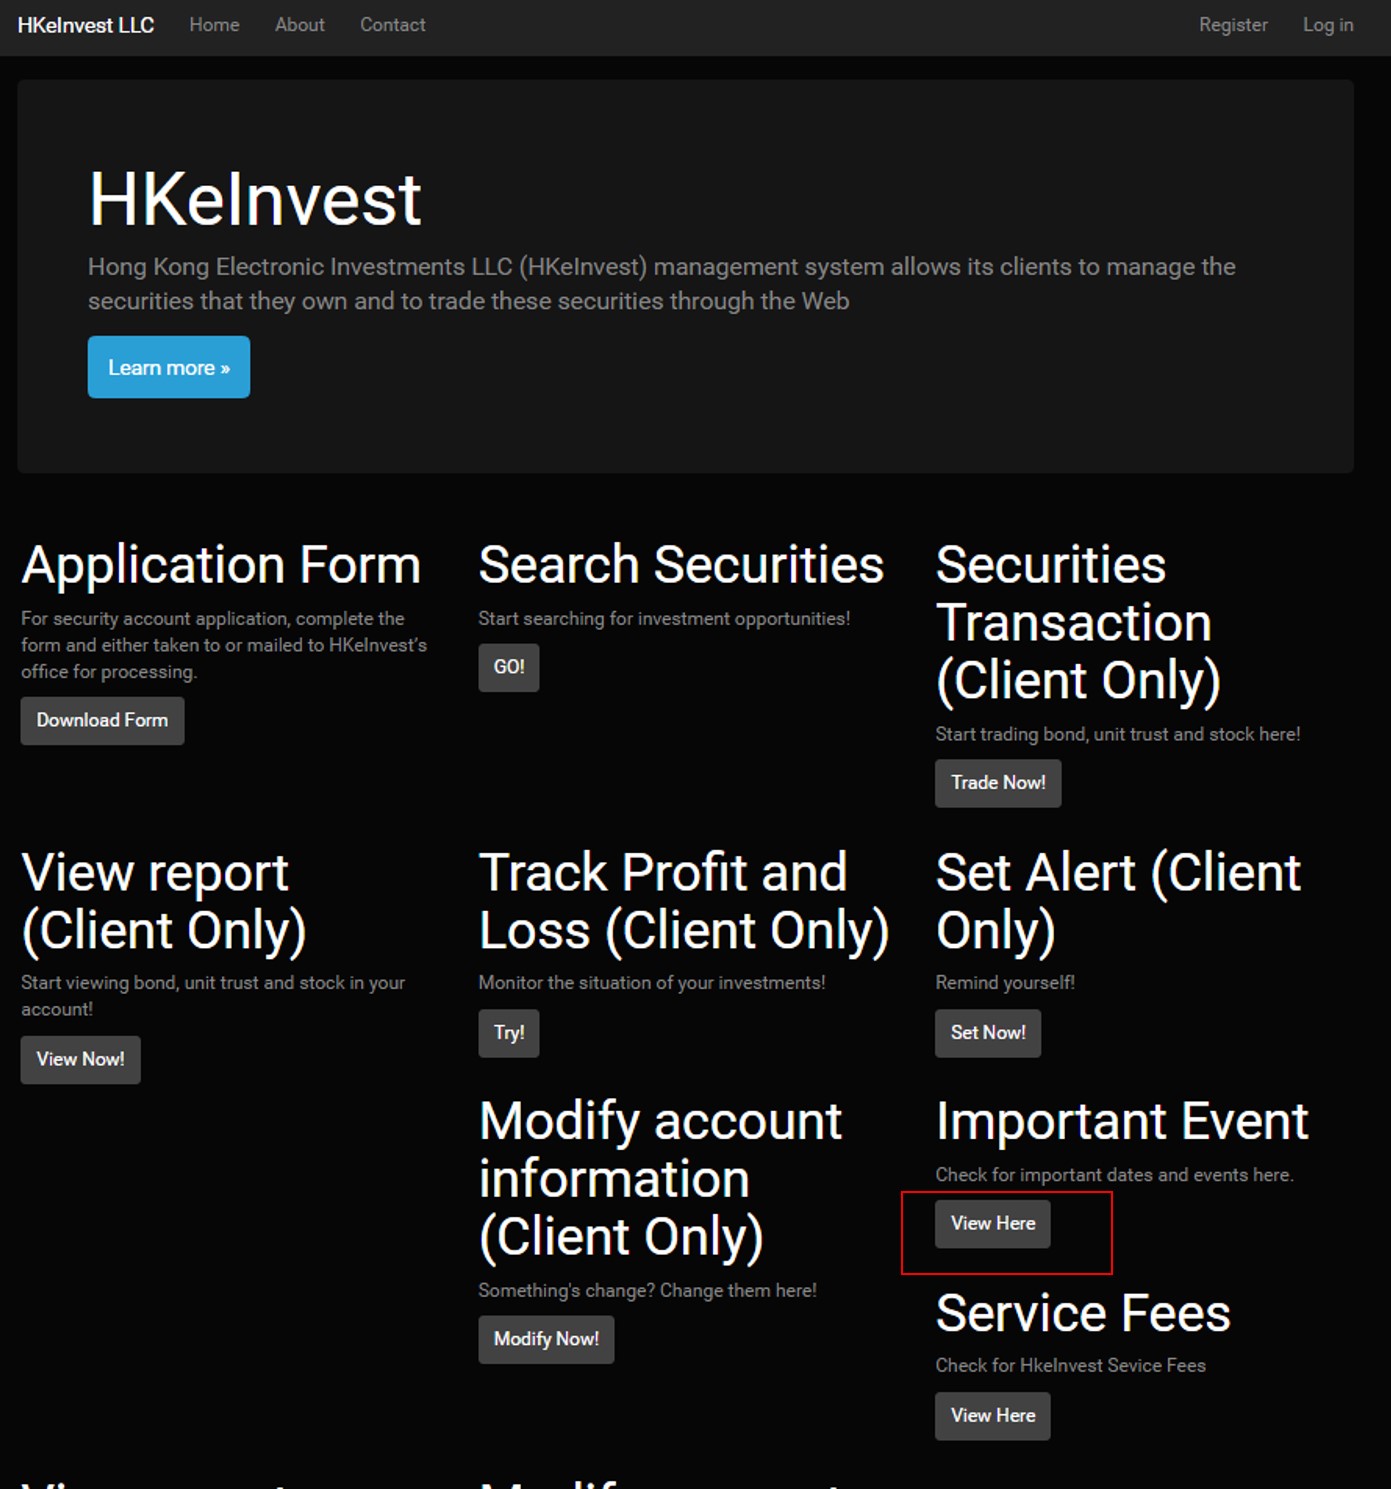 HKeInvest LLC Home About Contact Register Log in
HKeInvest
Hong Kong Electronic Investments LLC (HKeInvest) management system allows its clients to manage the
securities that they own and to trade these securities through the Web
Learn more »
Application Form
For security account application, complete the
form and either taken to or mailed to HKeInvest's
office for processing.
Download Form
Search Securities
Start searching for investment opportunities!
GO!
Securities
Transaction
(Client Only)
Start trading bond, unit trust and stock here!
Trade Now!
View report
(Client Only)
Start viewing bond, unit trust and stock in your
account!
View Now!
Track Profit and
Loss (Client Only)
Monitor the situation of your investments!
Try!
Set Alert (Client
Only)
Remind yourself!
Set Now!
Modify account
information
(Client Only)
Something's change? Change them here!
Modify Now!
Important Event
Check for important dates and events here.
View Here
Service Fees
Check for HkeInvest Sevice Fees
View Here